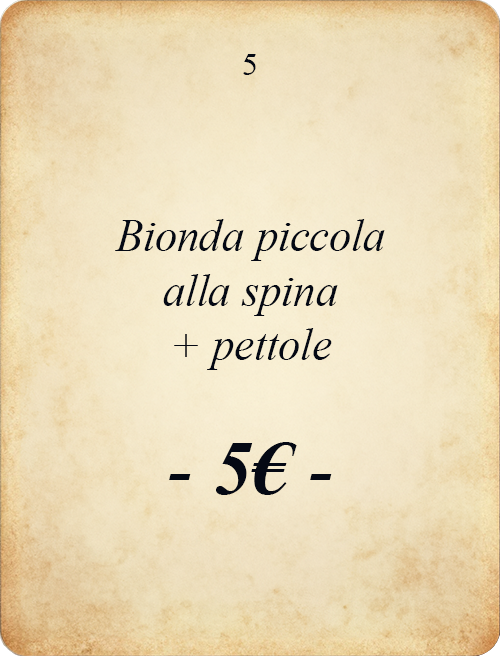 5
Bionda piccola
alla spina
+ pettole
- 5€ -